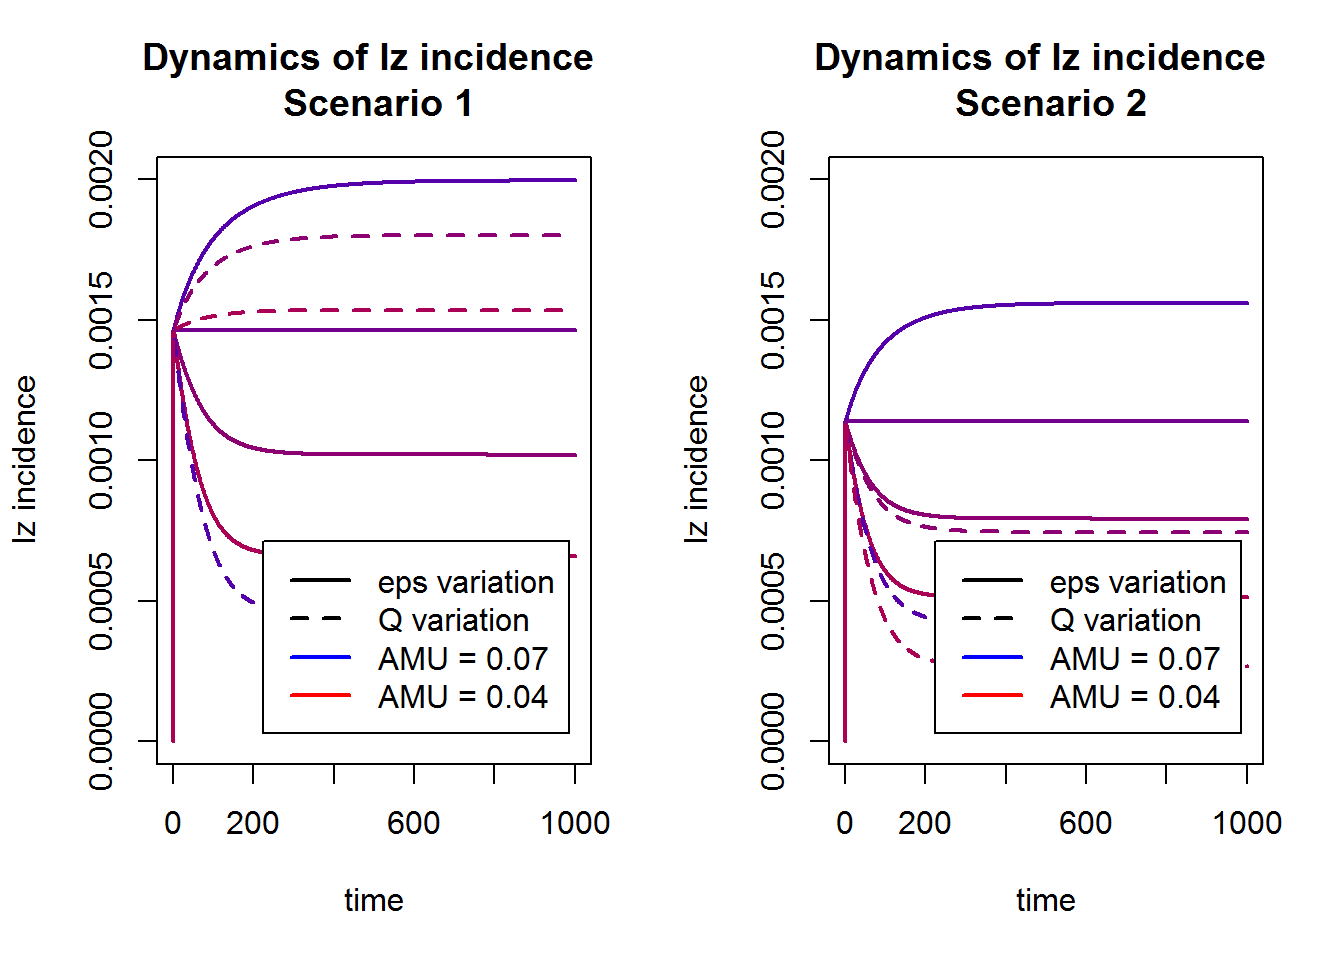 Dynamics of Iz incidence
Scenario 1
Iz incidence
0.0000 0.0005 0.0010 0.0015 0.0020
eps variation
Q variation
AMU = 0.07
AMU = 0.04
0 200 600 1000
time
Dynamics of Iz incidence
Scenario 2
Iz incidence
0.0000 0.0005 0.0010 0.0015 0.0020
eps variation
Q variation
AMU = 0.07
AMU = 0.04
0 200 600 1000
time